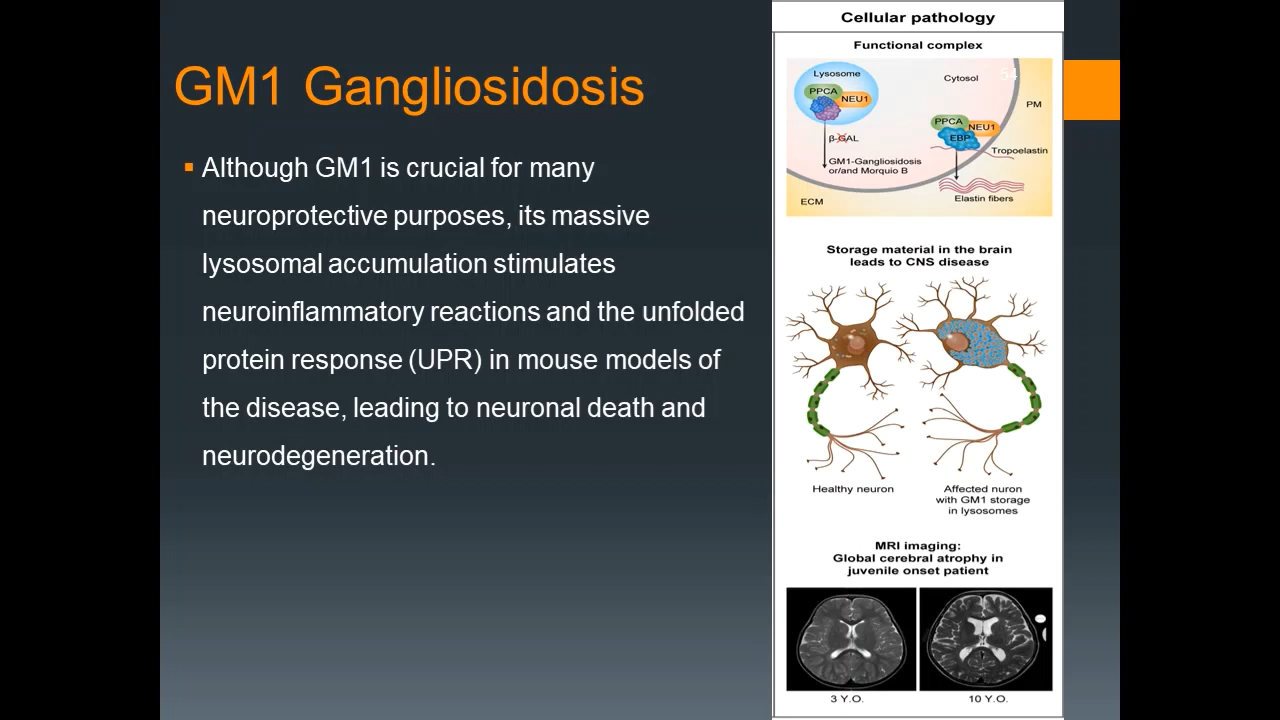 GM1 Gangliosidosis
Although GM1 is crucial for many
neuroprotective purposes, its massive
lysosomal accumulation stimulates
neuroinflammatory reactions and the unfolded
protein response (UPR) in mouse models of
the disease, leading to neuronal death and
neurodegeneration.
Cellular pathology
Functional complex
54
Lysosome
Cytosol
PPCA
NEU1
PM
PPCA
NEU1
EBP
β-GAL
Tropoelastin
GM1-Gangliosidosis
or/and Morquio B
ECM
Elastin fibers
Storage material in the brain
leads to CNS disease
Healthy neuron
Affected nuron
with GM1 storage
in lysosomes
MRI imaging:
Global cerebral atrophy in
juvenile onset patient
3 Y.O.
10 Y.O.